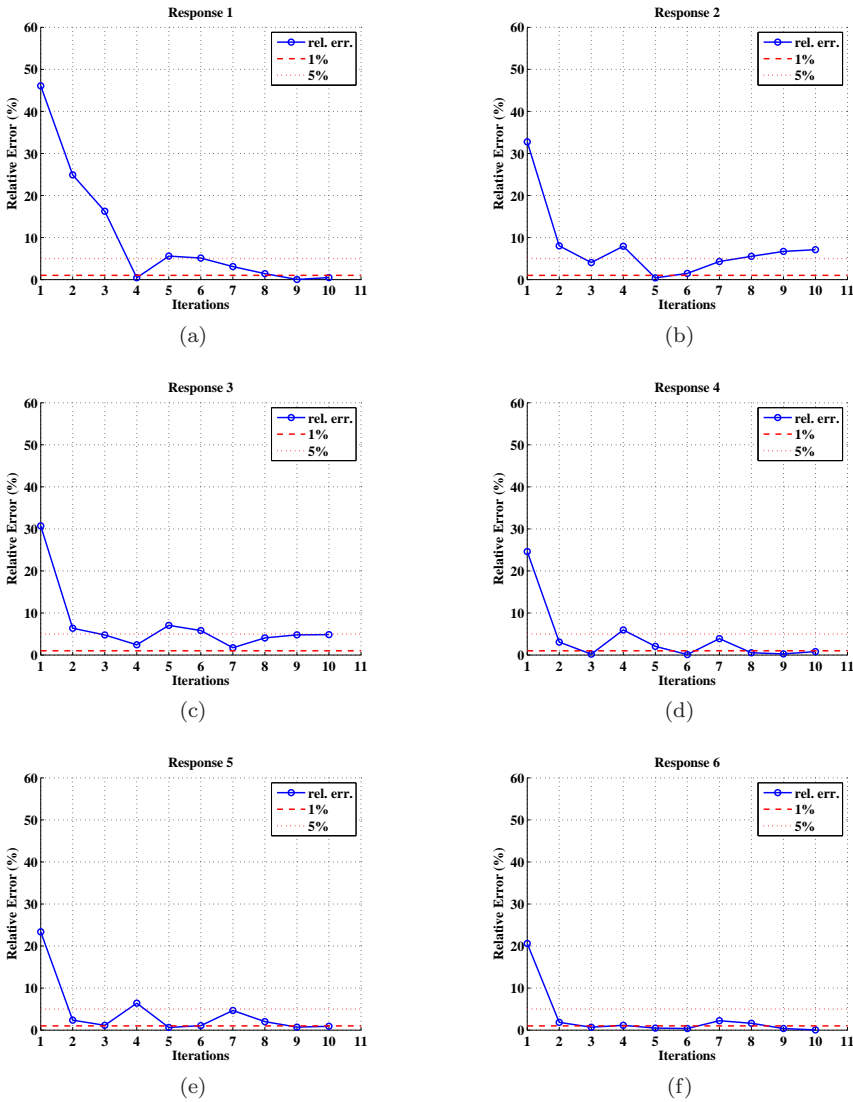 Response 1
Relative Error (%)
60
50
40
30
20
10
0
rel. err.
1%
5%
1 2 3 4 5 6 7 8 9 10 11
Iterations
(a)
Response 2
Relative Error (%)
60
50
40
30
20
10
0
rel. err.
1%
5%
1 2 3 4 5 6 7 8 9 10 11
Iterations
(b)
Response 3
Relative Error (%)
60
50
40
30
20
10
0
rel. err.
1%
5%
1 2 3 4 5 6 7 8 9 10 11
Iterations
(c)
Response 4
Relative Error (%)
60
50
40
30
20
10
0
rel. err.
1%
5%
1 2 3 4 5 6 7 8 9 10 11
Iterations
(d)
Response 5
Relative Error (%)
60
50
40
30
20
10
0
rel. err.
1%
5%
1 2 3 4 5 6 7 8 9 10 11
Iterations
(e)
Response 6
Relative Error (%)
60
50
40
30
20
10
0
rel. err.
1%
5%
1 2 3 4 5 6 7 8 9 10 11
Iterations
(f)